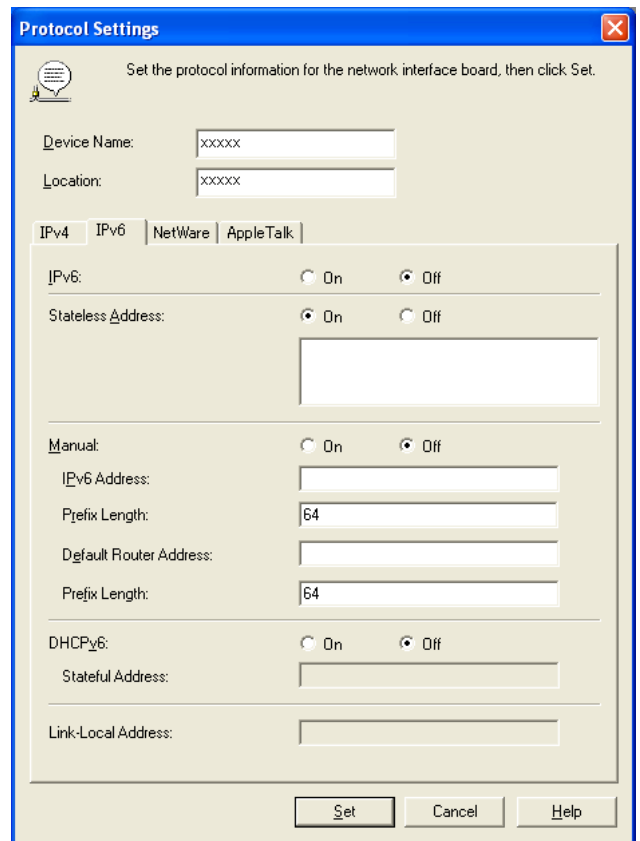 Protocol Settings
Set the protocol information for the network interface board, then click Set.
Device Name: xxxxx
Location: xxxxx
IPv4 IPv6 NetWare AppleTalk
IPv6: On Off
Stateless Address: On Off
Manual: On Off
IPv6 Address:
Prefix Length: 64
Default Router Address:
Prefix Length: 64
DHCPv6: On Off
Stateful Address:
Link-Local Address:
Set Cancel Help